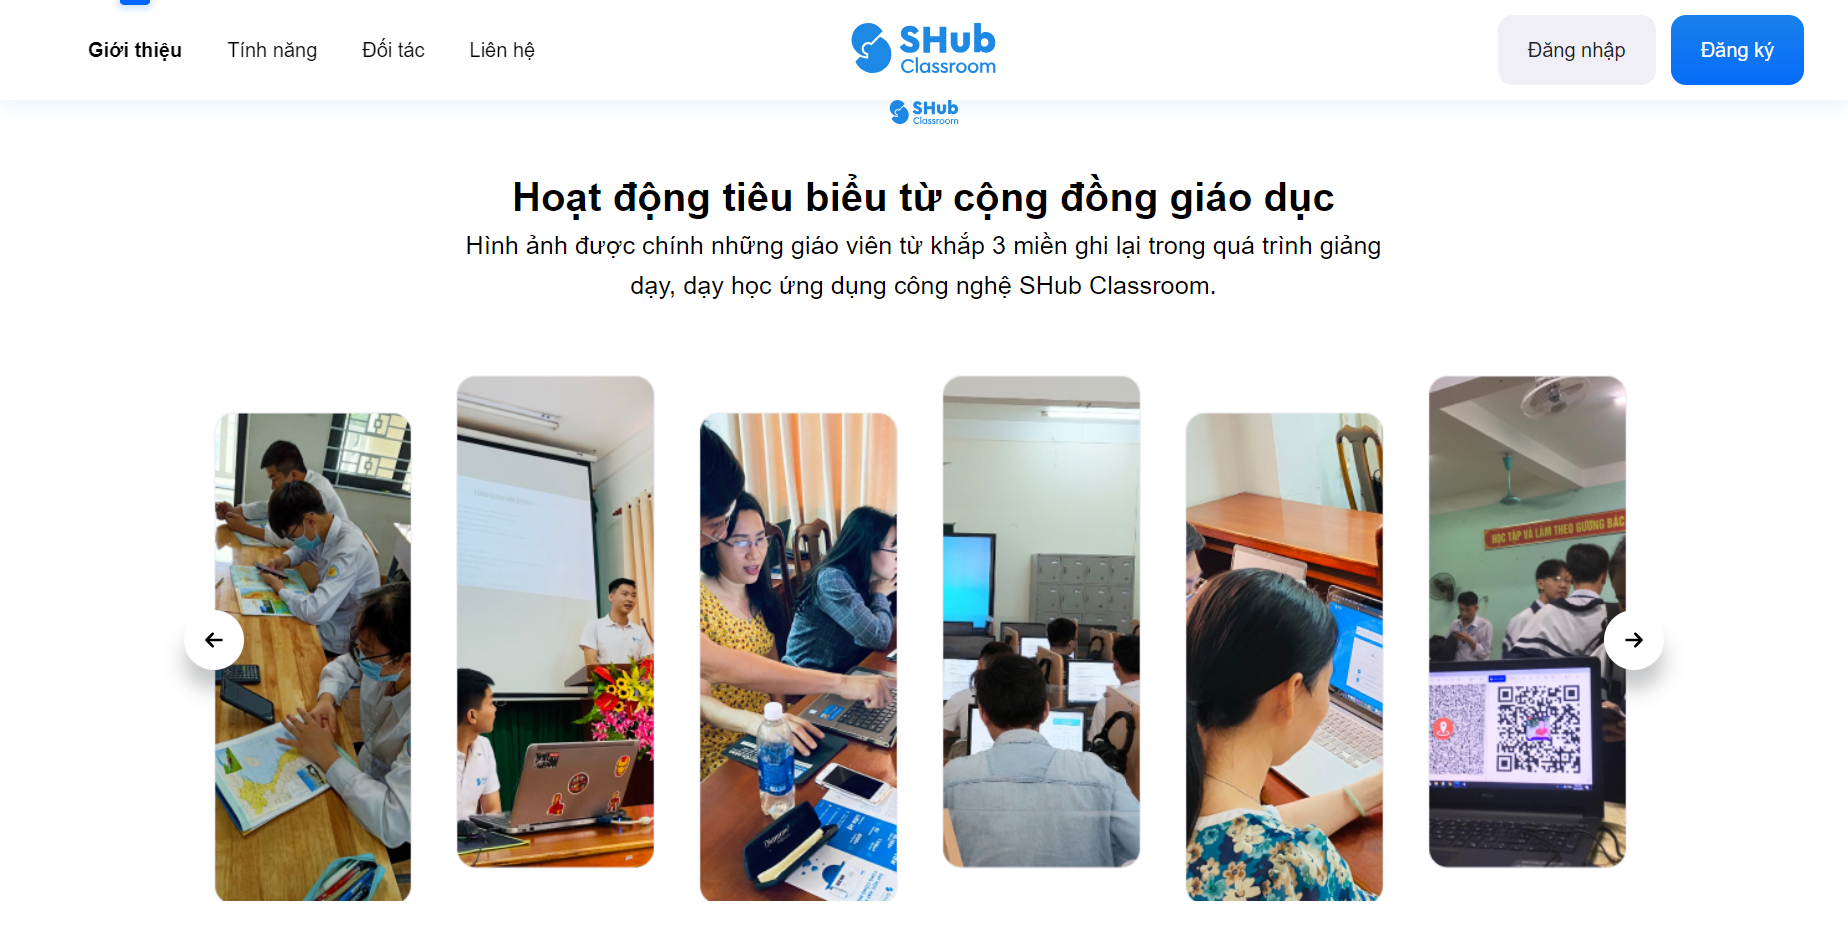 Giới thiệu
Tính năng
Đối tác
Liên hệ
SHub
Classroom
Đăng nhập
Đăng ký
SHub
Classroom
Hoạt động tiêu biểu từ cộng đồng giáo dục
Hình ảnh được chính những giáo viên từ khắp 3 miền ghi lại trong quá trình giảng
dạy, dạy học ứng dụng công nghệ SHub Classroom.
HỌC TẬP VÀ LÀM THEO GƯƠNG BÁC